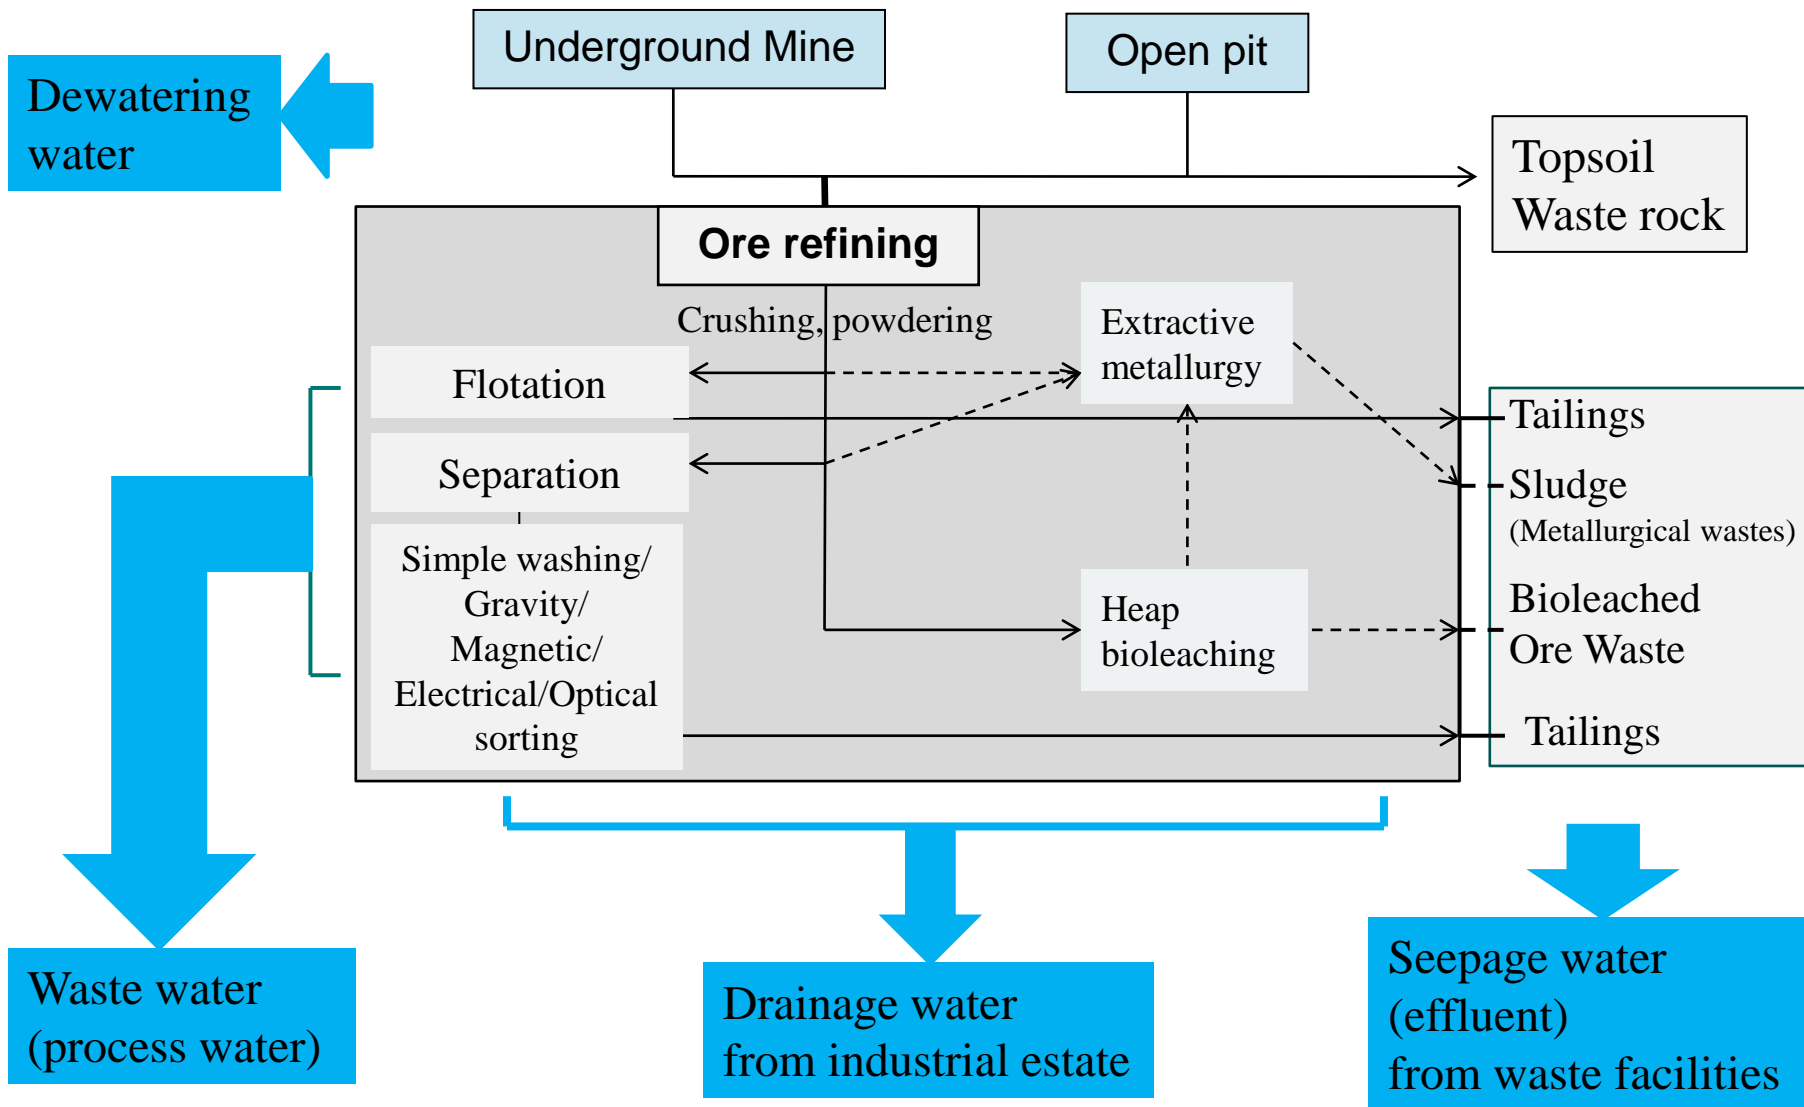 Underground Mine
Open pit
Dewatering
water
Topsoil
Waste rock
Ore refining
Crushing, powdering
Extractive
metallurgy
Flotation
Separation
Simple washing/
Gravity/
Magnetic/
Electrical/Optical
sorting
Heap
bioleaching
Tailings
Sludge
(Metallurgical wastes)
Bioleached
Ore Waste
Tailings
Waste water
(process water)
Drainage water
from industrial estate
Seepage water
(effluent)
from waste facilities